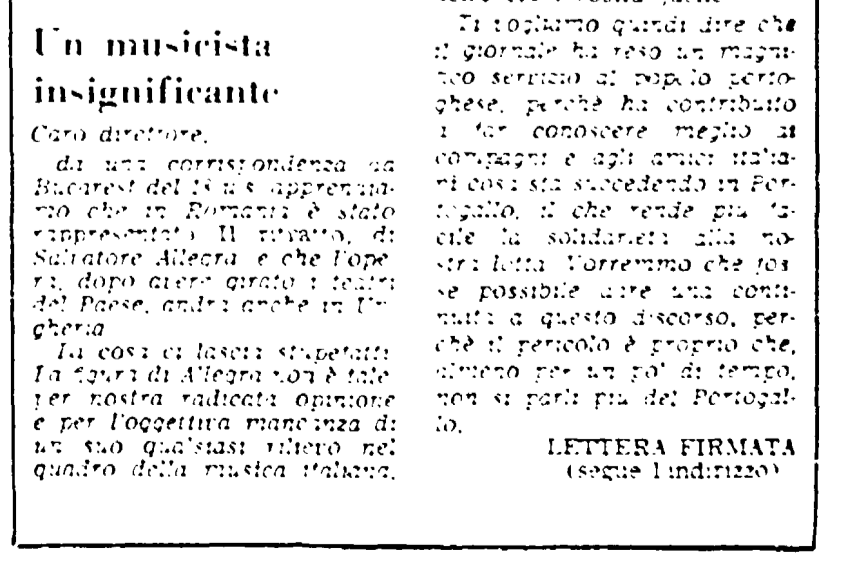 Un musicista
insignificante
Caro direttore,
da una corrispondenza da
Bucarest del 18 u.s. apprendia-
mo che in Romania è stato
rappresentato Il ritratto, di
Salvatore Allegra e che l'ope-
ra, dopo avere girato i teatri
del Paese, andrà anche in Un-
gheria
La cosa ci lascia stupefatti
La figura di Allegra non è tale
per nostra radicata opinione
e per l'oggettiva mancanza di
un suo qualsiasi rilievo nel
quadro della musica italiana,
Ti vogliamo quindi dire che
il giornale ha reso un magni-
fico servizio al popolo porto-
ghese, perchè ha contribuito
a far conoscere meglio ai
compagni e agli amici italia-
ni cosa sta succedendo in Por-
togallo, il che rende più fa-
cile la solidarietà alla no-
stra lotta. Vorremmo che fos-
se possibile dare una conti-
nuità a questo discorso, per-
chè il pericolo è proprio che,
almeno per un po' di tempo,
non si parli più del Portogal-
lo.
LETTERA FIRMATA
(segue l'indirizzo)